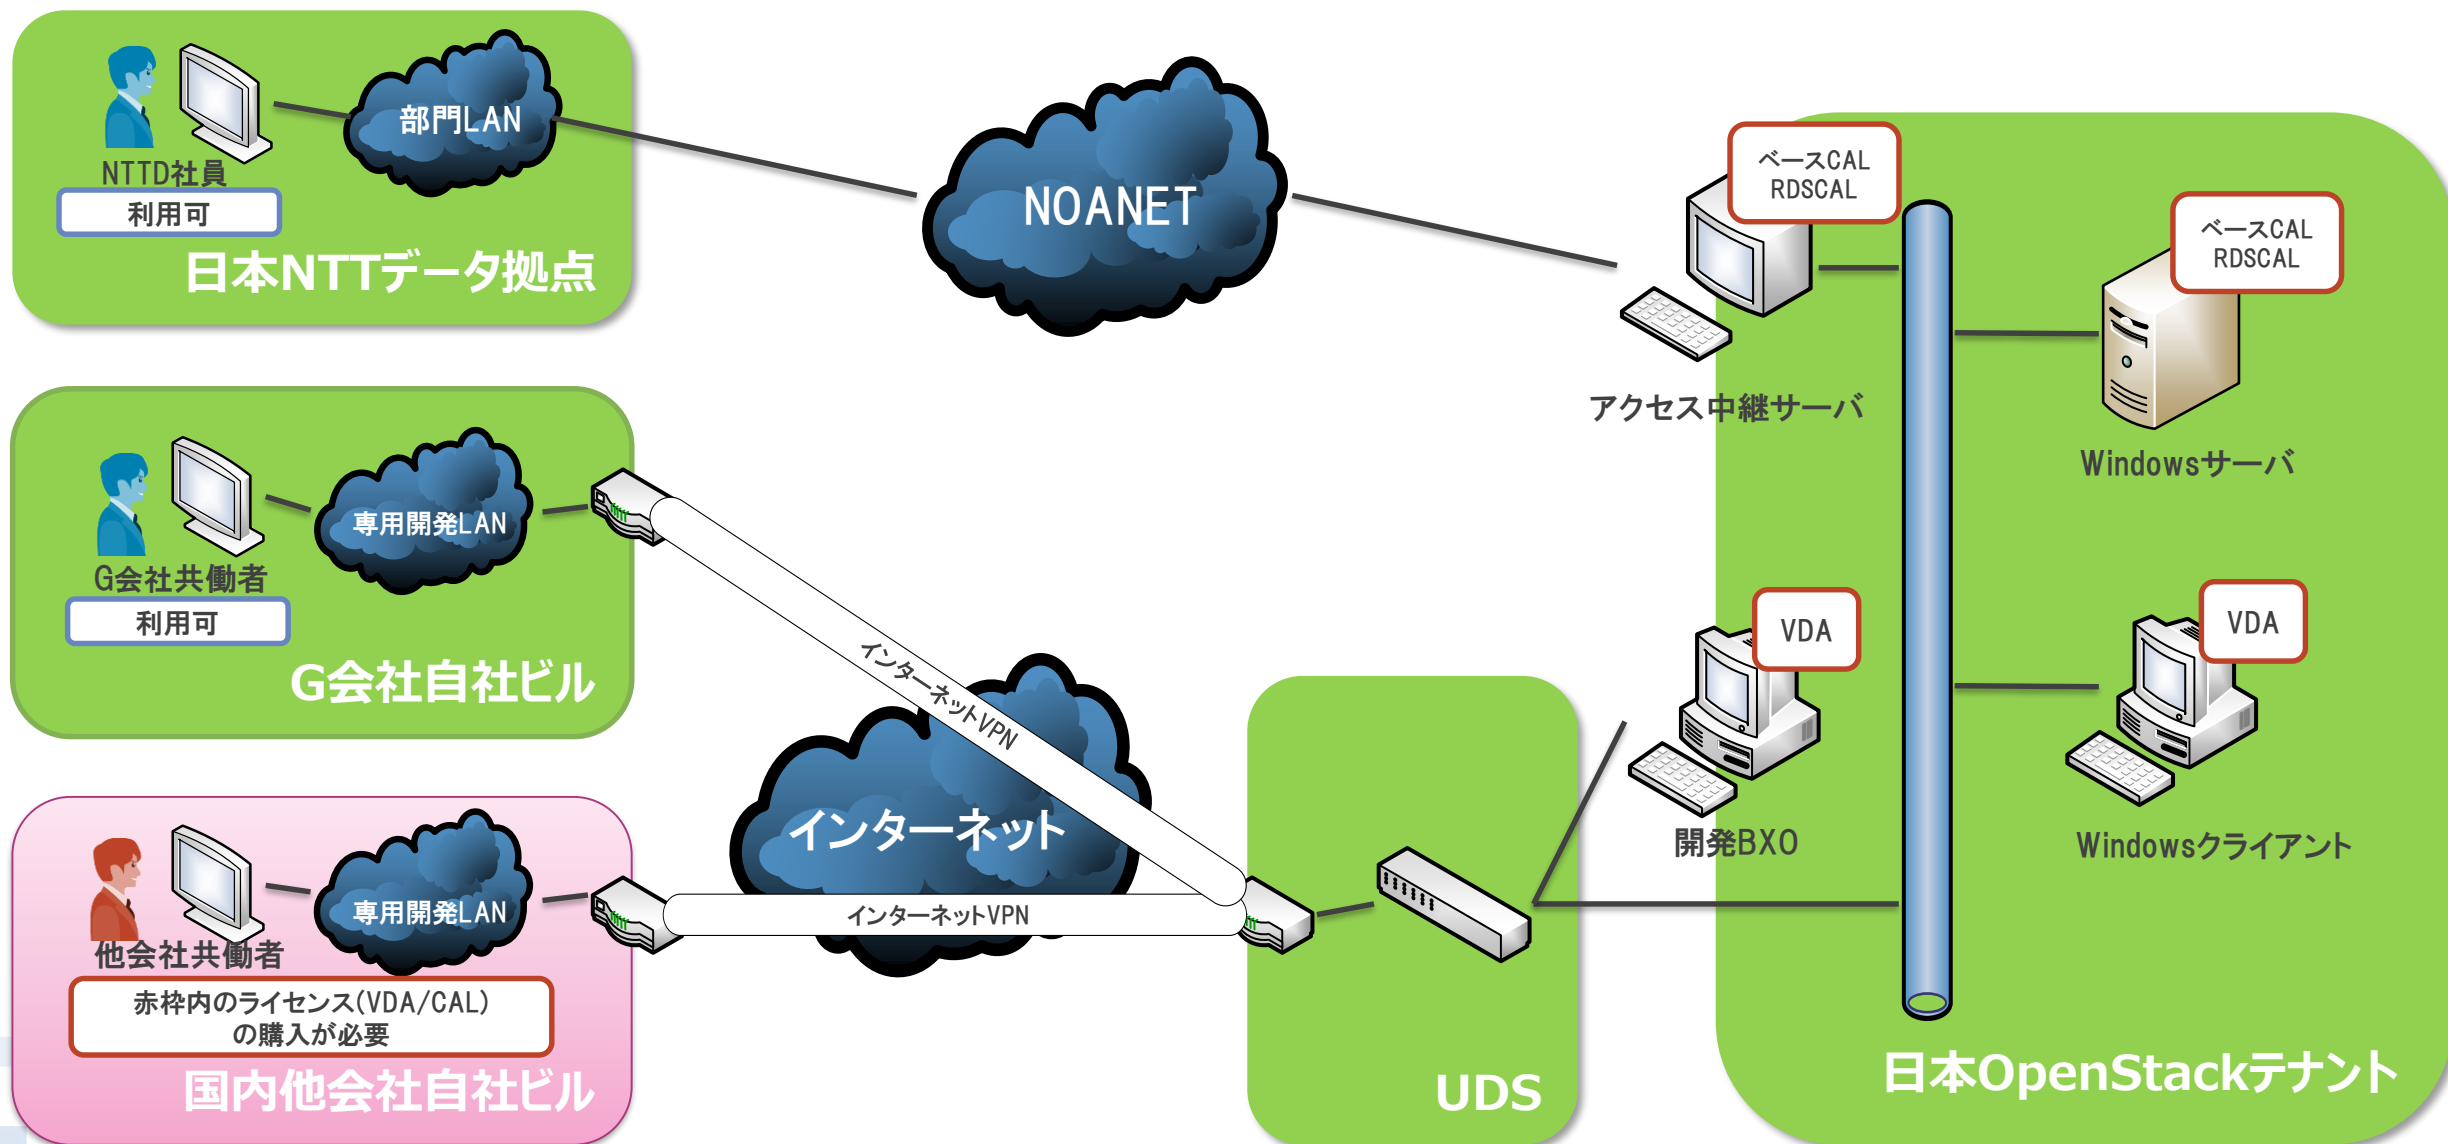 NTTD社員
利用可
部門LAN
日本NTTデータ拠点
NOANET
ベースCAL
RDSCAL
アクセス中継サーバ
ベースCAL
RDSCAL
Windowsサーバ
G会社共働者
利用可
専用開発LAN
G会社自社ビル
インターネットVPN
インターネット
インターネットVPN
他会社共働者
専用開発LAN
赤枠内のライセンス(VDA/CAL)
の購入が必要
国内他会社自社ビル
UDS
VDA
開発BXO
VDA
Windowsクライアント
日本OpenStackテナント